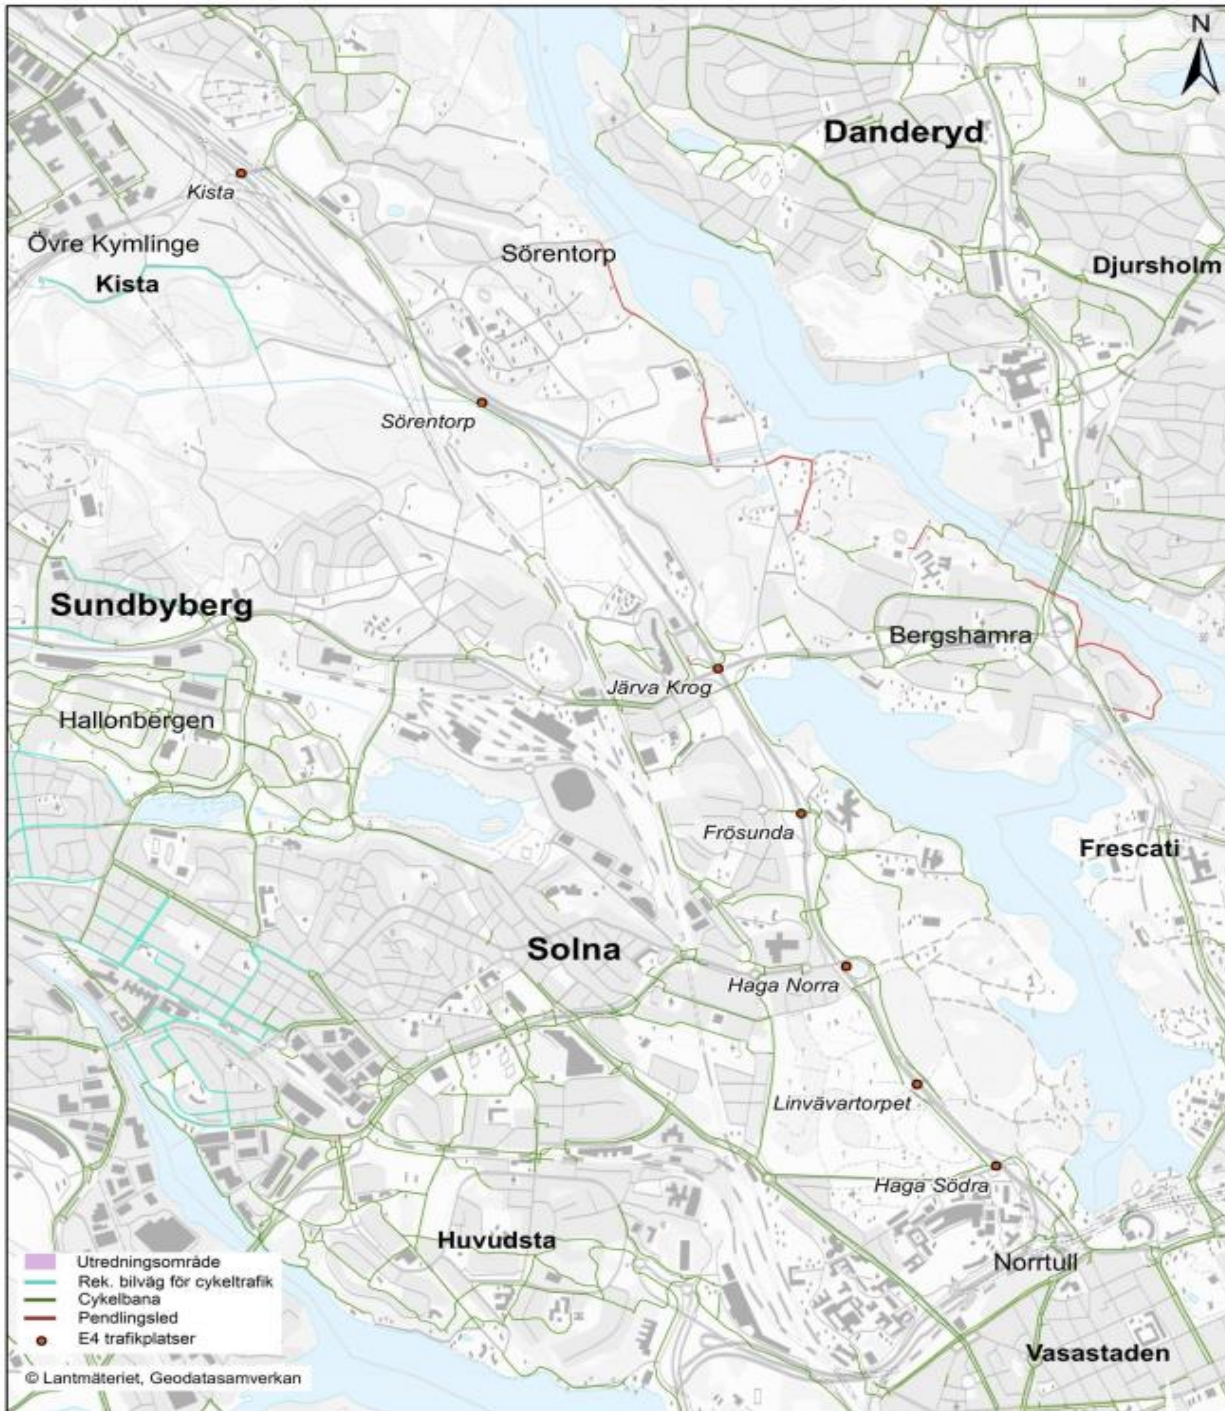 N
Danderyd
Kista
Övre Kymlinge
Sörentorp
Djursholm
Kista
Sörentorp
Sundbyberg
Bergshamra
Järva Krog
Hallonbergen
Frösunda
Frescati
Solna
Haga Norra
Linvävartorpet
Haga Södra
Huvudsta
Norrtull
Utredningsområde
Rek. bilväg för cykeltrafik
Cykelbana
Pendlingsled
E4 trafikplatser
Vasastaden
© Lantmäteriet, Geodatasamverkan